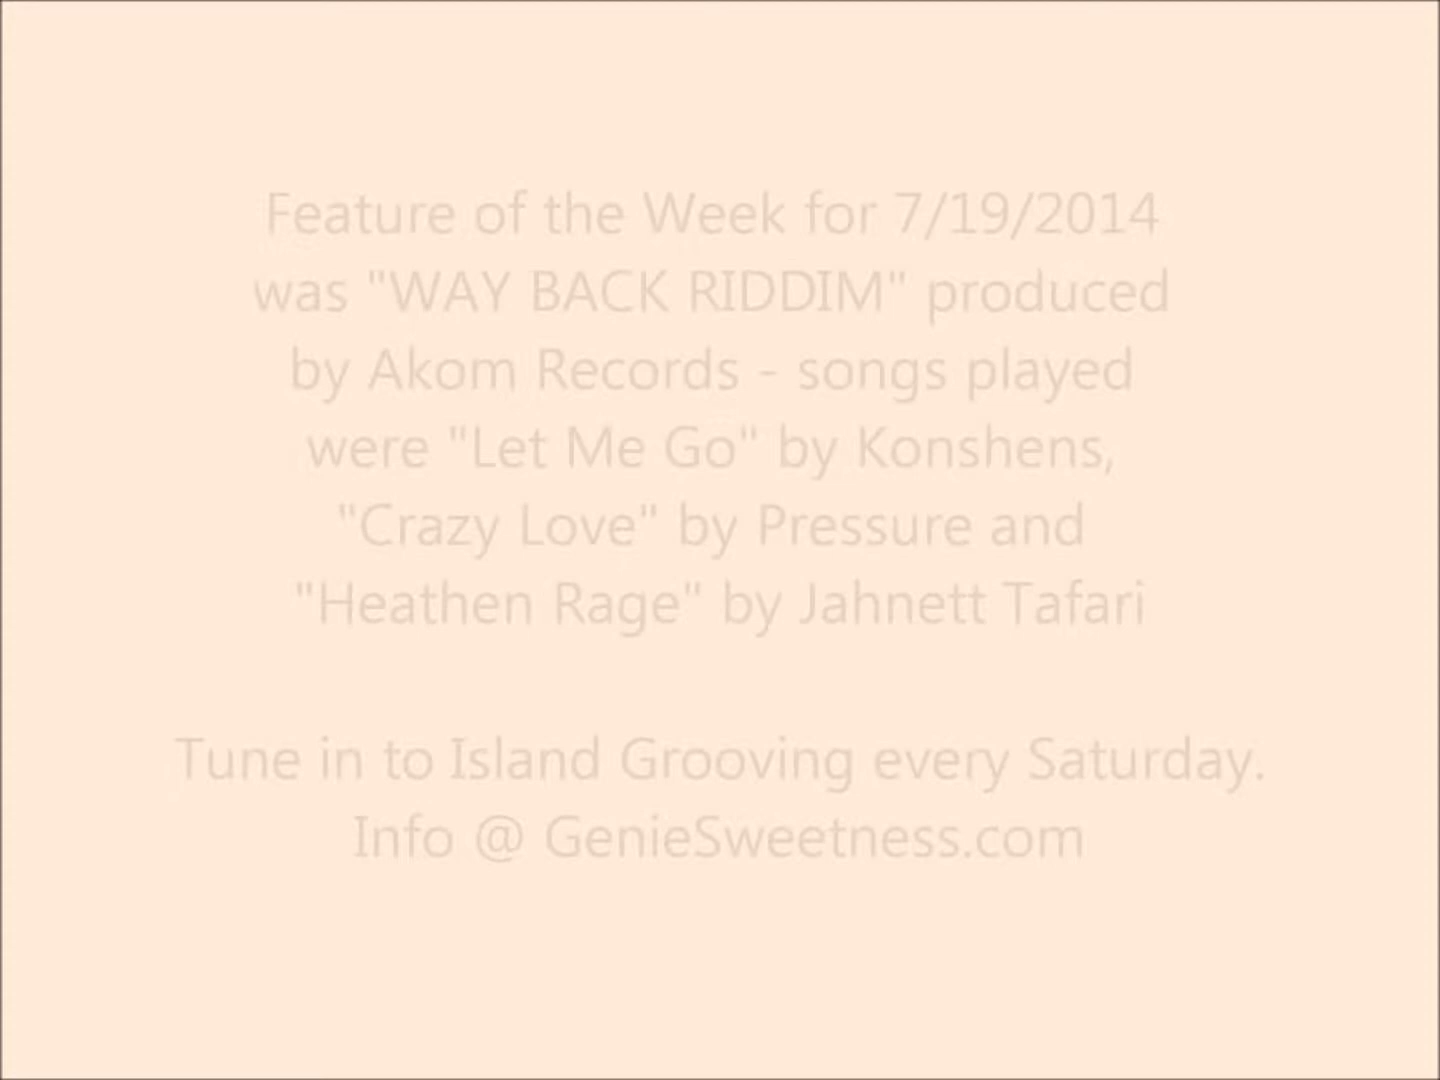 Feature of the Week for 7/19/2014
was "WAY BACK RIDDIM" produced
by Akom Records - songs played
were "Let Me Go" by Konshens,
"Crazy Love" by Pressure and
"Heathen Rage" by Jahnett Tafari
Tune in to Island Grooving every Saturday.
Info @ GenieSweetness.com